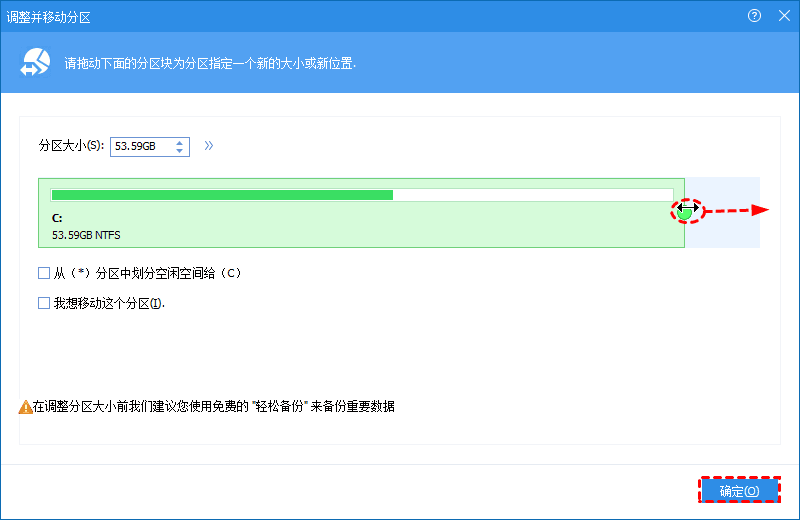 调整并移动分区
请拖动下面的分区块为分区指定一个新的大小或新位置.
分区大小(S): 53.59GB
C:
53.59GB NTFS
从（*）分区中划分空闲空间给（C）
我想移动这个分区(I).
在调整分区大小前我们建议您使用免费的 "轻松备份" 来备份重要数据
确定(O)